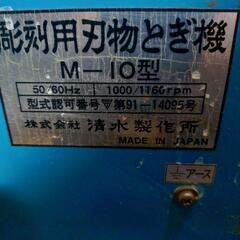 彫刻用刃物とぎ機
M-10型
50/60Hz 1000/1160rpm
型式認可番号▽第91-14095号
株式会社 清水製作所
MADE IN JAPAN
アース